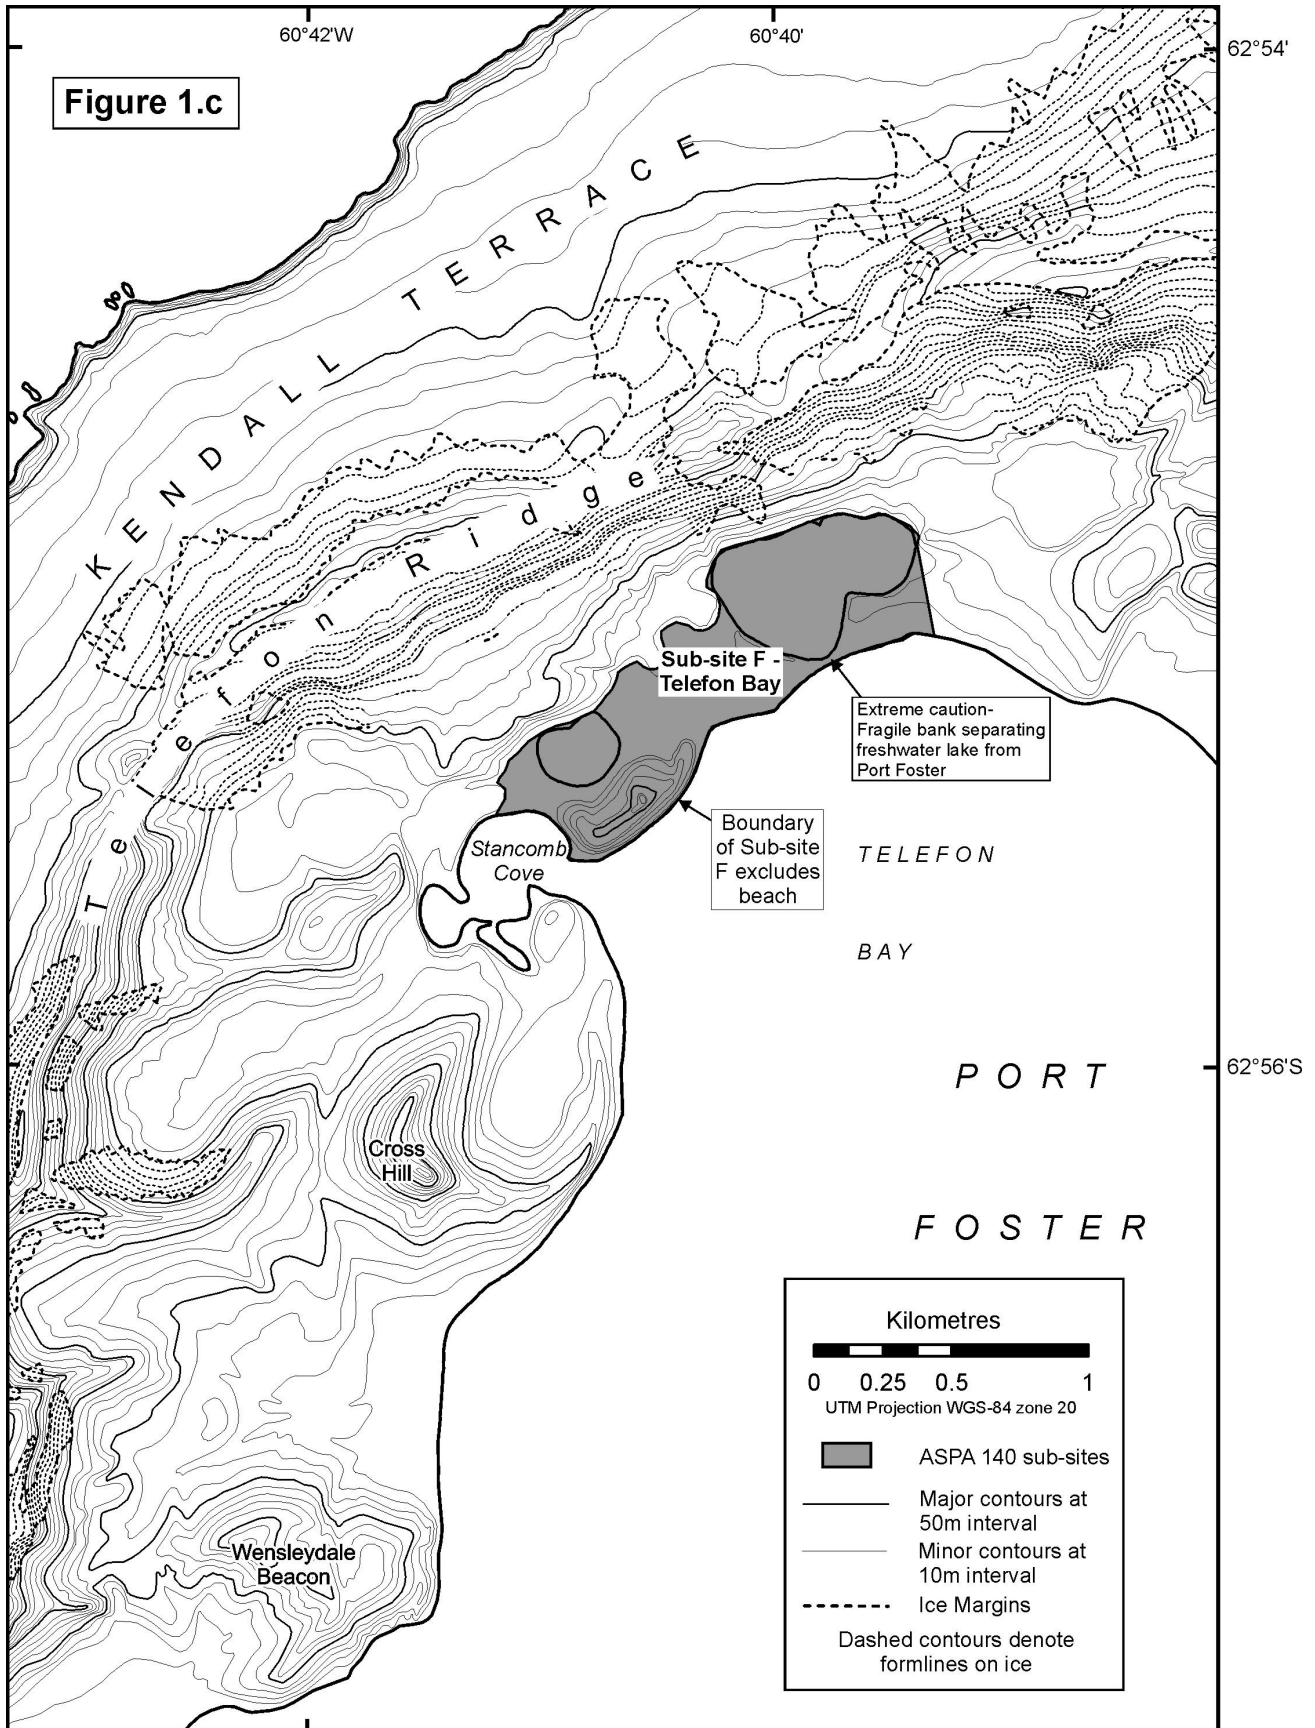 60°42'W
60°40'
62°54'
Figure 1.c
KENDALL TERRACE
Telefon Ridge
Sub-site F -
Telefon Bay
Extreme caution-
Fragile bank separating
freshwater lake from
Port Foster
Boundary
of Sub-site
F excludes
beach
Stancomb
Cove
TELEFON
BAY
PORT
62°56'S
FOSTER
Cross
Hill
Wensleydale
Beacon
Kilometres
0 0.25 0.5 1
UTM Projection WGS-84 zone 20
ASPA 140 sub-sites
Major contours at
50m interval
Minor contours at
10m interval
Ice Margins
Dashed contours denote
formlines on ice